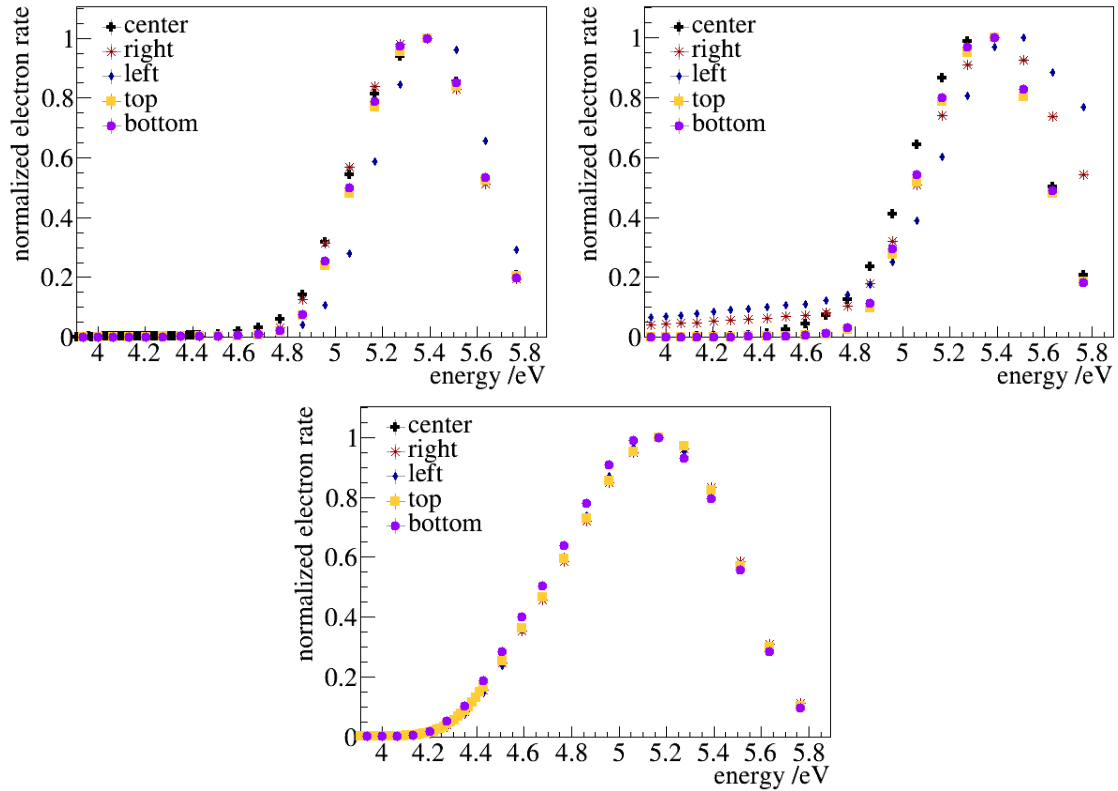 normalized electron rate
center
right
left
top
bottom
1
0.8
0.6
0.4
0.2
0
4 4.2 4.4 4.6 4.8 5 5.2 5.4 5.6 5.8
energy /eV
normalized electron rate
center
right
left
top
bottom
1
0.8
0.6
0.4
0.2
0
4 4.2 4.4 4.6 4.8 5 5.2 5.4 5.6 5.8
energy /eV
normalized electron rate
center
right
left
top
bottom
1
0.8
0.6
0.4
0.2
0
4 4.2 4.4 4.6 4.8 5 5.2 5.4 5.6 5.8
energy /eV